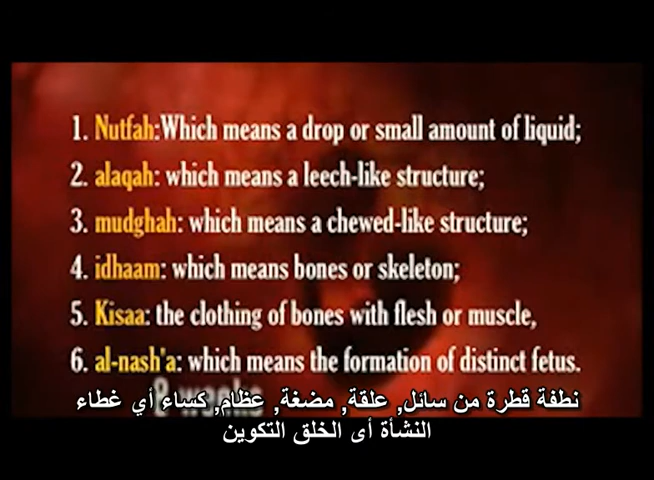 1. Nutfah:Which means a drop or small amount of liquid;
2. alaqah: which means a leech-like structure;
3. mudghah: which means a chewed-like structure;
4. idhaam: which means bones or skeleton;
5. Kisaa: the clothing of bones with flesh or muscle,
6. al-nash'a: which means the formation of distinct fetus.
8 weeks
نطفة قطرة من سائل, علقة, مضغة, عظام, كساء أي غطاء
النشأة أى الخلق التكوين